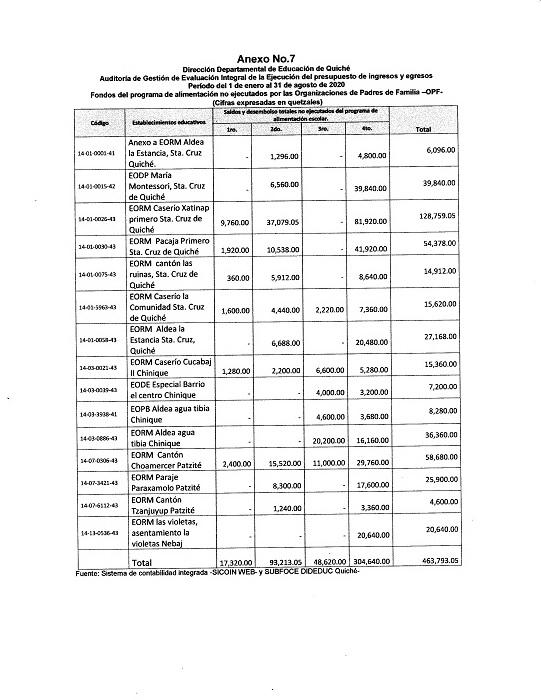 Anexo No.7
Dirección Departamental de Educación de Quiché
Auditoría de Gestión de Evaluación Integral de la Ejecución del presupuesto de ingresos y egresos
Período del 1 de enero al 31 de agosto de 2020
Fondos del programa de alimentación no ejecutados por las Organizaciones de Padres de Familia –OPF-
(Cifras expresadas en quetzales)
Código Establecimientos educativos Saldos y desembolso totales no ejecutados del programa de alimentación escolar. Total
1ro. 2do. 3ro. 4to.
14-01-0001-41 Anexo a EORM Aldea la Estancia, Sta. Cruz Quiché. - 1,296.00 - 4,800.00 6,096.00
14-01-0015-42 EODP María Montessori, Sta. Cruz de Quiché - 6,560.00 - 39,840.00 39,840.00
14-01-0026-43 EORM Caserío Xatinap primero Sta. Cruz de Quiché 9,760.00 37,079.05 - 81,920.00 128,759.05
14-01-0030-43 EORM Pacaja Primero Sta. Cruz de Quiché 1,920.00 10,538.00 - 41,920.00 54,378.00
14-01-0075-43 EORM cantón las ruinas, Sta. Cruz de Quiché 360.00 5,912.00 - 8,640.00 14,912.00
14-01-5963-43 EORM Caserío la Comunidad Sta. Cruz de Quiché 1,600.00 4,440.00 2,220.00 7,360.00 15,620.00
14-01-0058-43 EORM Aldea la Estancia Sta. Cruz, Quiché - 6,688.00 - 20,480.00 27,168.00
14-03-0021-43 EORM Caserío Cucabaj II Chinique 1,280.00 2,200.00 6,600.00 5,280.00 15,360.00
14-03-0039-43 EODE Especial Barrio el centro Chinique - - 4,000.00 3,200.00 7,200.00
14-03-3938-41 EOPB Aldea agua tibia Chinique - - 4,600.00 3,680.00 8,280.00
14-03-0886-43 EORM Aldea agua tibia Chinique - - 20,200.00 16,160.00 36,360.00
14-07-0306-43 EORM Cantón Choamercer Patzité 2,400.00 15,520.00 11,000.00 29,760.00 58,680.00
14-07-3421-43 EORM Paraje Paraxamolo Patzité - 8,300.00 - 17,600.00 25,900.00
14-07-6112-43 EORM Cantón Tzanjuyup Patzité - 1,240.00 - 3,360.00 4,600.00
14-13-0536-43 EORM las violetas, asentamiento la violetas Nebaj - - - 20,640.00 20,640.00
Total 17,320.00 93,213.05 48,620.00 304,640.00 463,793.05
Fuente: Sistema de contabilidad integrada -SICOIN WEB- y SUBFOCE DIDEDUC Quiché-